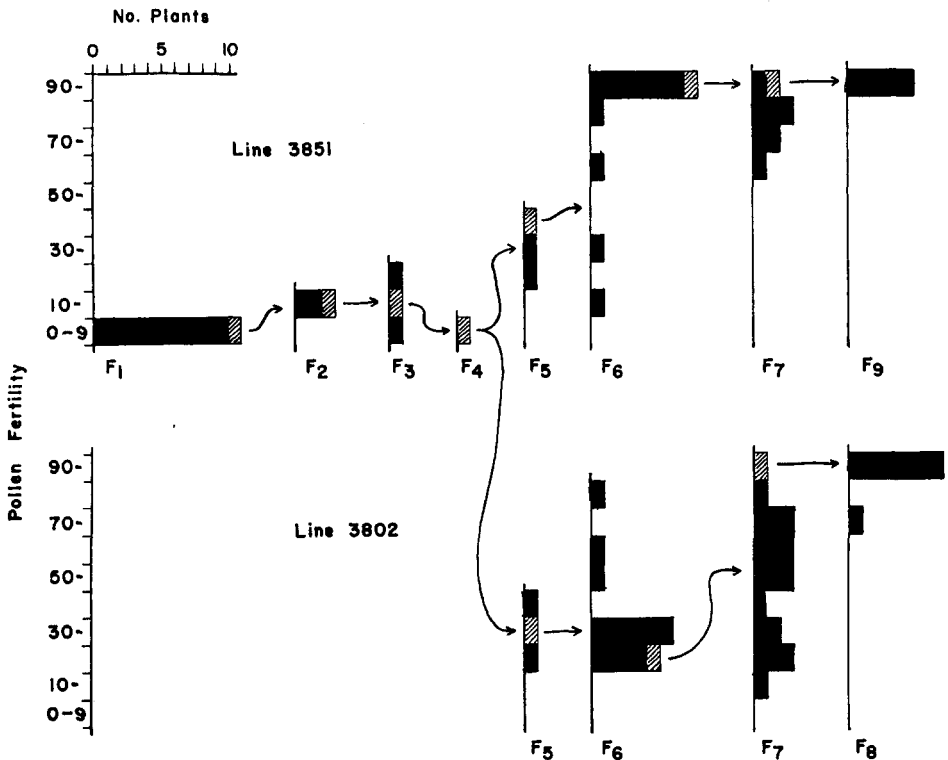 No. Plants
0 5 10
90-
70-
50-
30-
10-
0-9
Line 3851
F1 F2 F3 F4 F5 F6 F7 F9
Pollen Fertility
90-
70-
50-
30-
10-
0-9
Line 3802
F5 F6 F7 F8